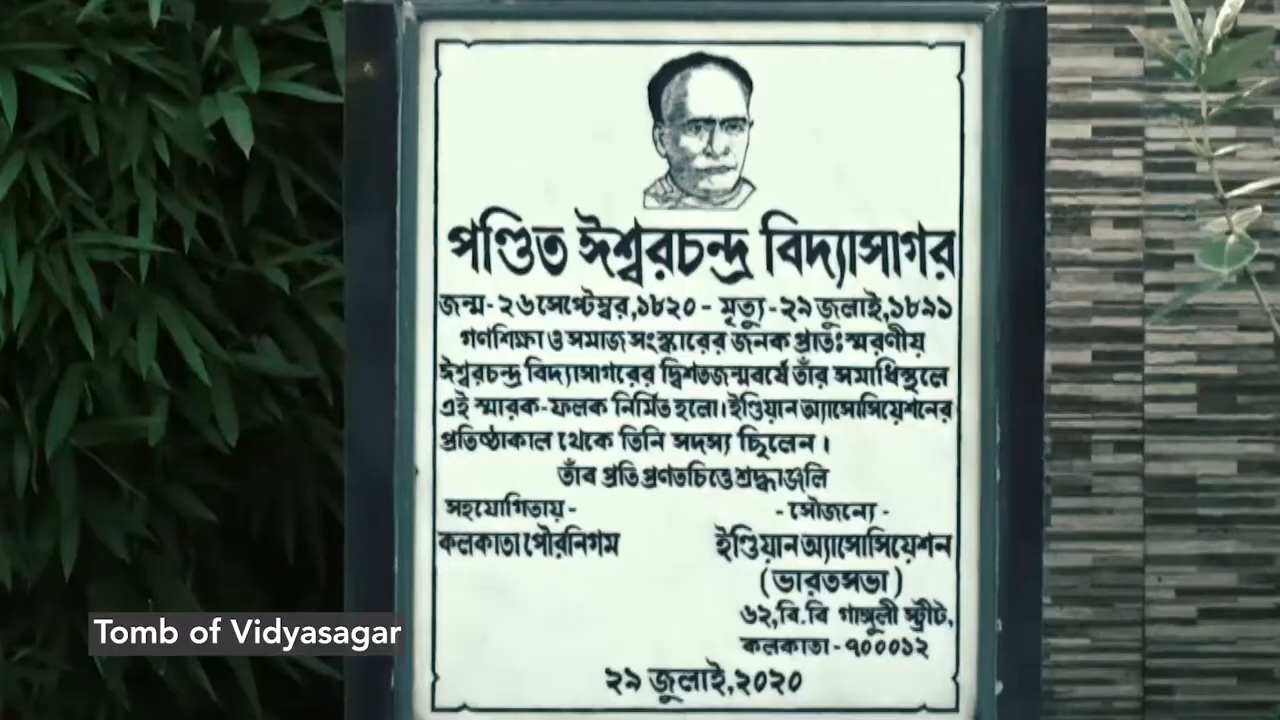 পণ্ডিত ঈশ্বরচন্দ্র বিদ্যাসাগর
জন্ম - ২৬ সেপ্টেম্বর, ১৮২০ - মৃত্যু - ২৯ জুলাই, ১৮৯১
গণশিক্ষা ও সমাজ সংস্কারের জনক প্রাতঃস্মরণীয়
ঈশ্বরচন্দ্র বিদ্যাসাগরের দ্বিশতজন্মবর্ষে তাঁর সমাধিস্থলে
এই স্মারক-ফলক নির্মিত হলো। ইণ্ডিয়ান অ্যাসোসিয়েশনের
প্রতিষ্ঠাকাল থেকে তিনি সদস্য ছিলেন।
তাঁর প্রতি প্রণতচিত্তে শ্রদ্ধাঞ্জলি
সহযোগিতায় - - সৌজন্যে -
কলকাতা পৌরনিগম ইণ্ডিয়ান অ্যাসোসিয়েশন
(ভারতসভা)
৬২, বি.বি গাঙ্গুলী স্ট্রীট,
কলকাতা - ৭০০০১২
২৯ জুলাই, ২০২০
Tomb of Vidyasagar